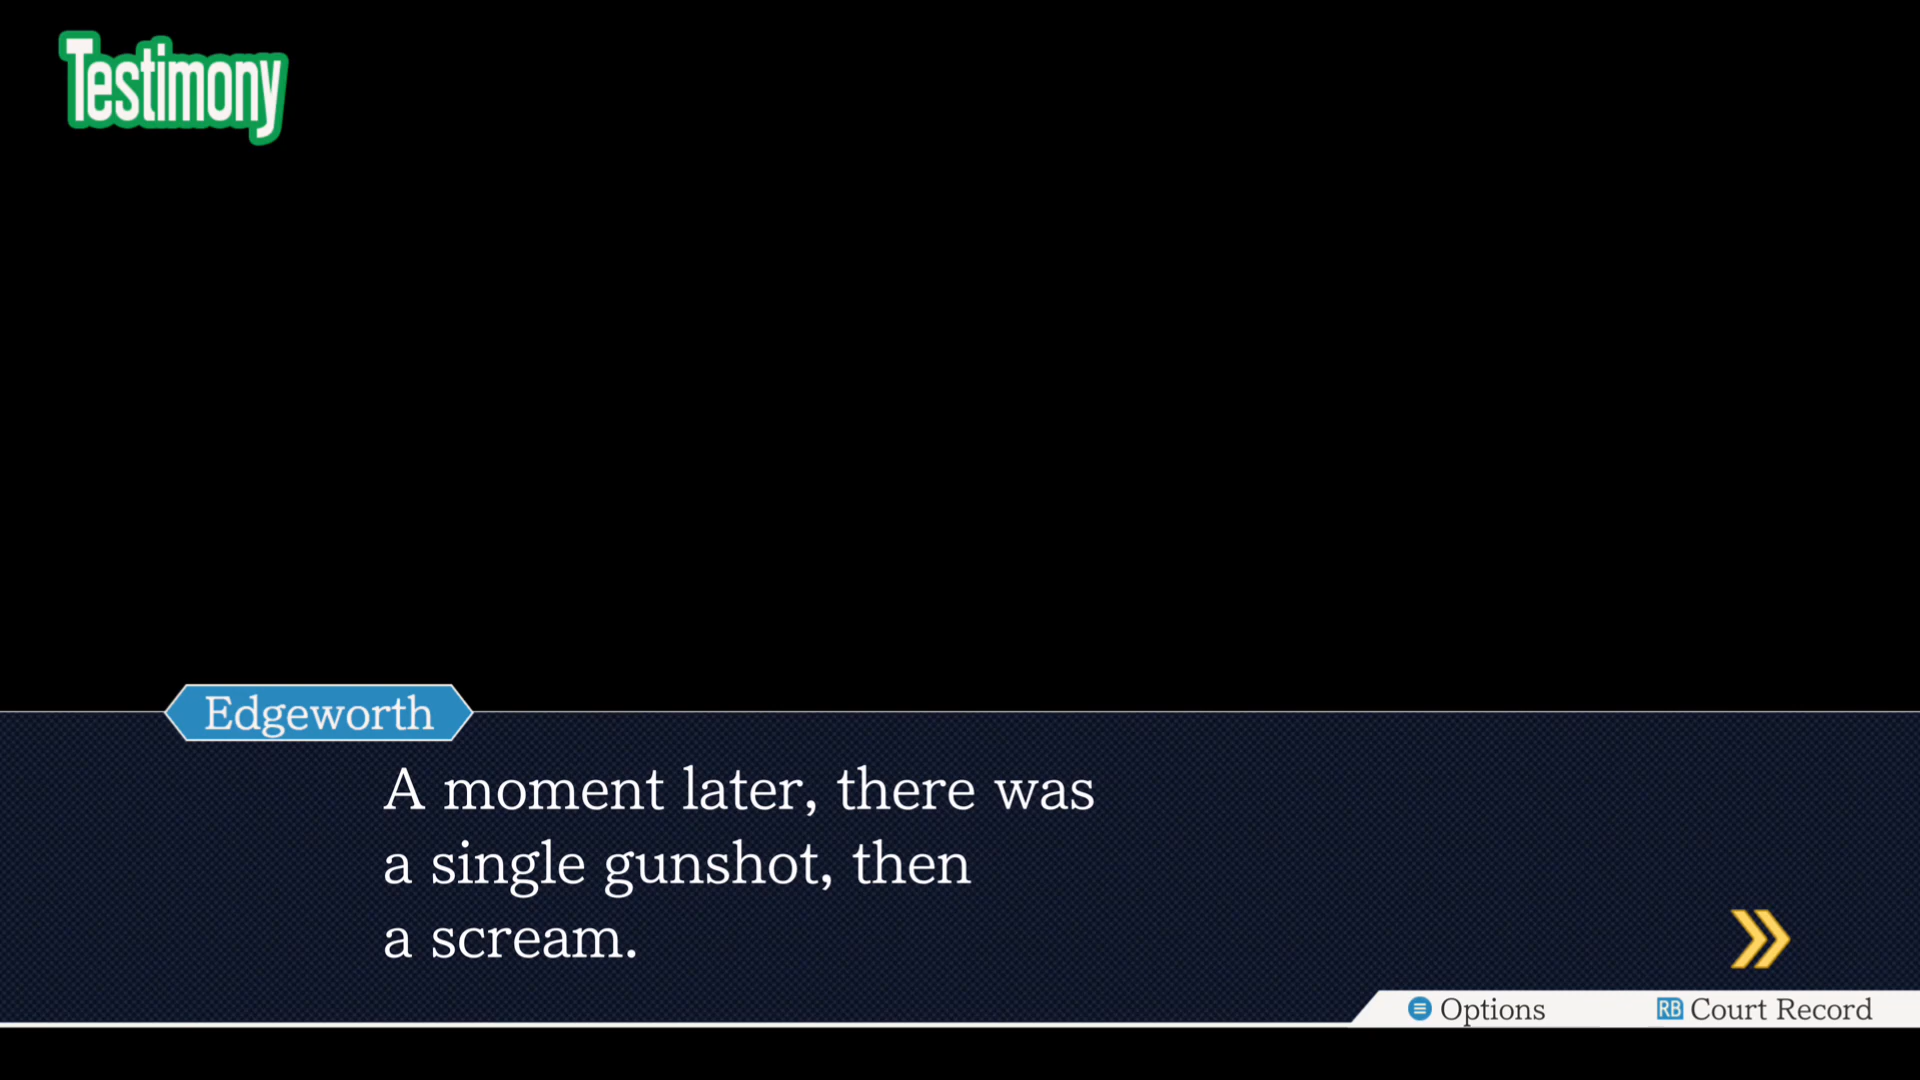 Testimony
Edgeworth
A moment later, there was
a single gunshot, then
a scream.
Options
RB Court Record